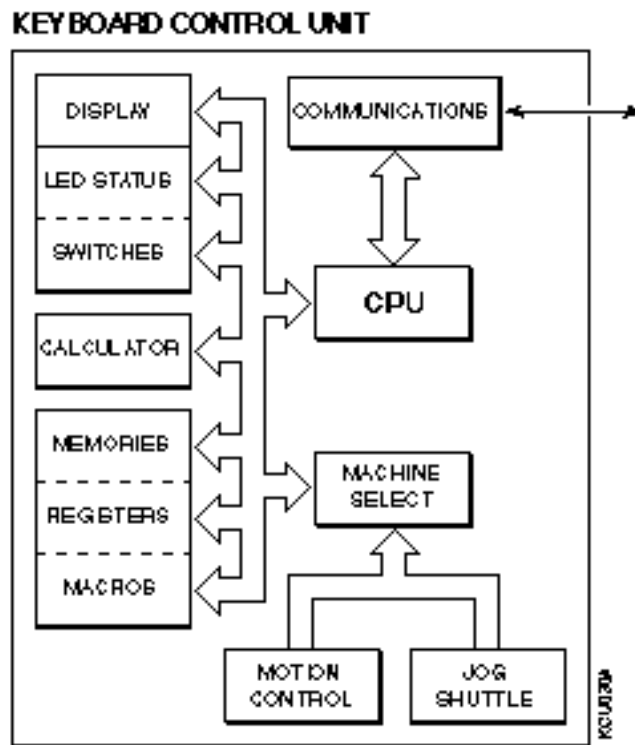 KEYBOARD CONTROL UNIT
DISPLAY
LED STATUS
SWITCHES
CALCULATOR
MEMORIES
REGISTERS
MACROS
COMMUNICATIONS
CPU
MACHINE
SELECT
MOTION
CONTROL
JOG
SHUTTLE